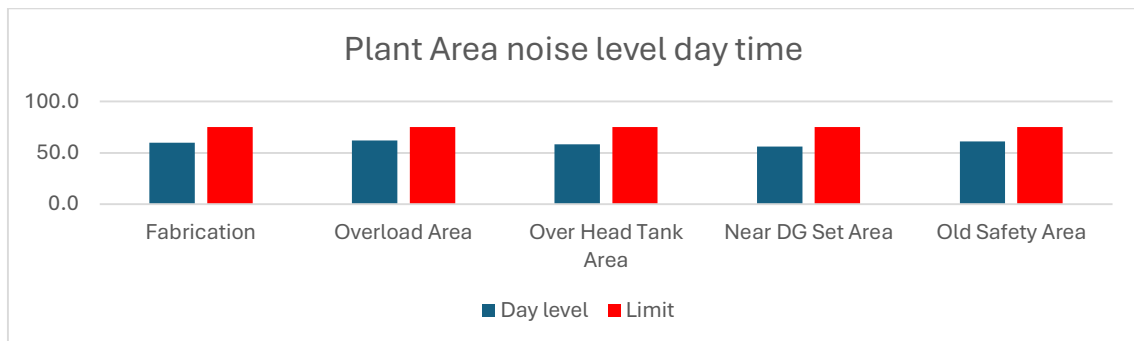 Plant Area noise level day time
100.0
50.0
0.0
Fabrication
Overload Area
Over Head Tank
Area
Near DG Set Area
Old Safety Area
Day level
Limit